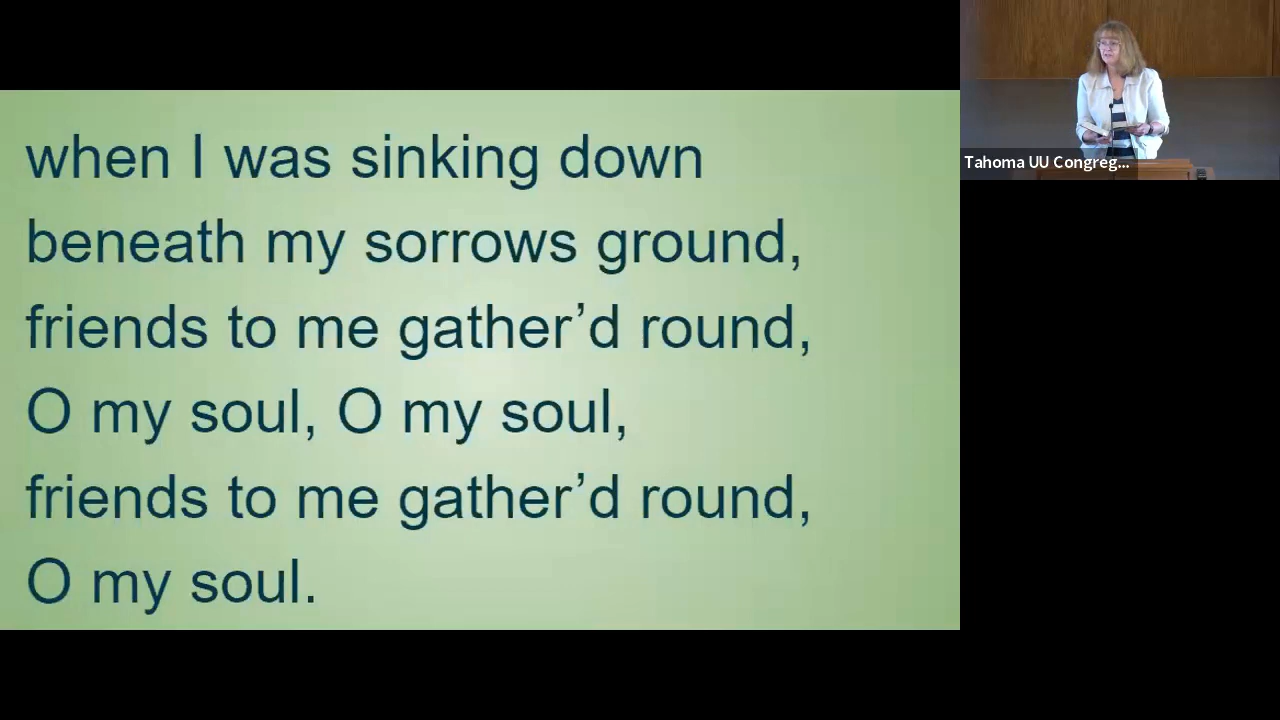 when I was sinking down
beneath my sorrows ground,
friends to me gather’d round,
O my soul, O my soul,
friends to me gather’d round,
O my soul.
Tahoma UU Congreg...